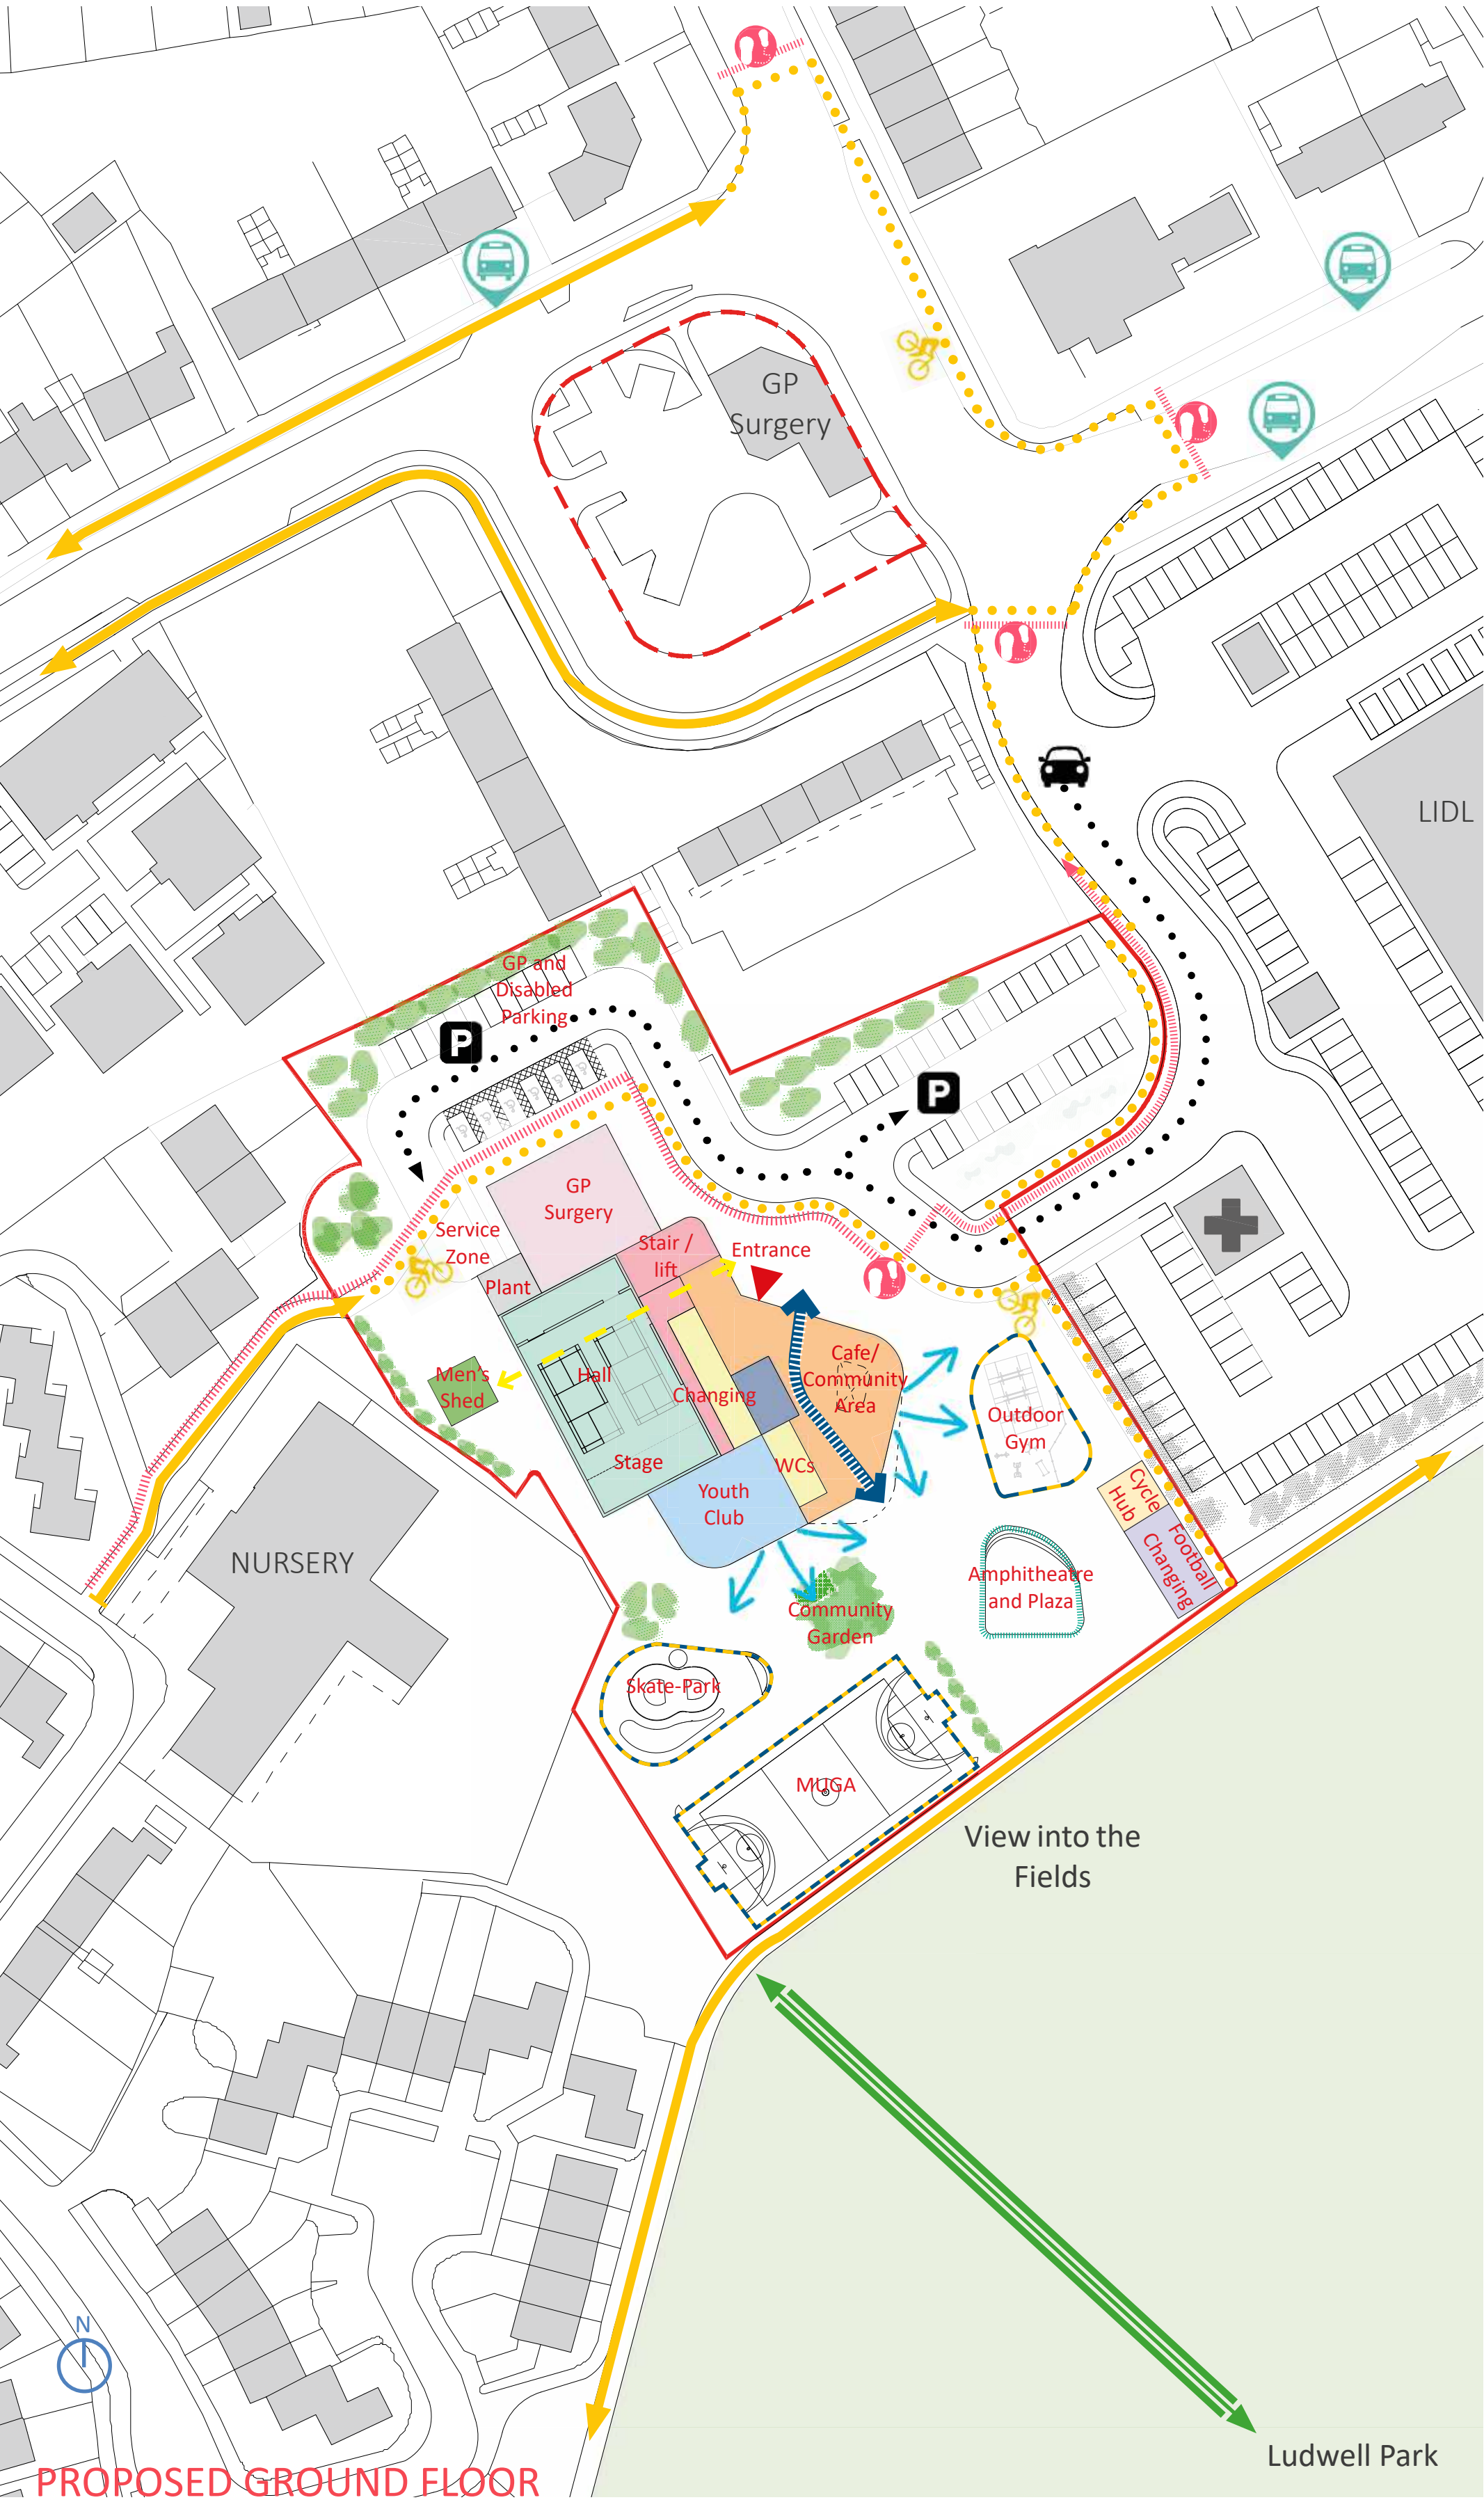 GP
Surgery
LIDL
GP and
Disabled
Parking
P
P
GP
Surgery
Service
Zone
Stair /
lift
Entrance
Plant
Men's
Shed
Hall
Changing
Cafe/
Community
Area
Outdoor
Gym
Stage
WCs
Youth
Club
Cycle
Hub
Football
Changing
NURSERY
Amphitheatre
and Plaza
Community
Garden
Skate-Park
MUGA
View into the
Fields
N
Ludwell Park
PROPOSED GROUND FLOOR